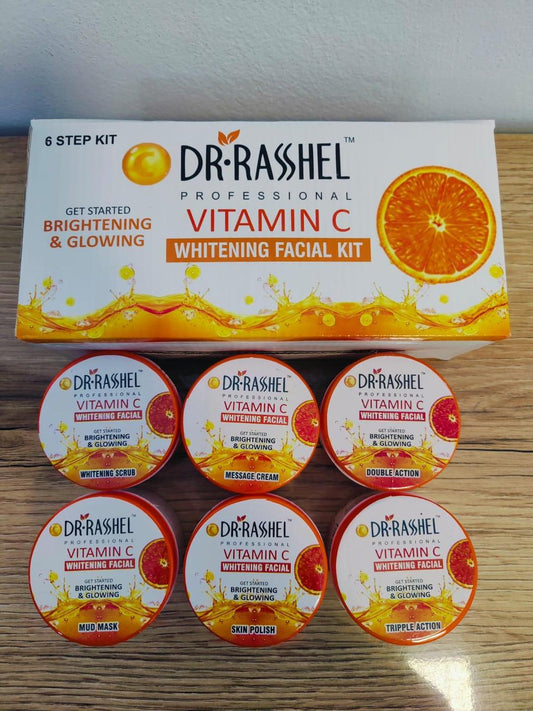 6 STEP KIT
C
DR·RASHEL™
PROFESSIONAL
VITAMIN C
WHITENING FACIAL KIT
GET STARTED
BRIGHTENING
& GLOWING
DR·RASHEL™
PROFESSIONAL
VITAMIN C
WHITENING FACIAL
GET STARTED
BRIGHTENING
& GLOWING
WHITENING SCRUB
DR·RASHEL™
PROFESSIONAL
VITAMIN C
WHITENING FACIAL
GET STARTED
BRIGHTENING
& GLOWING
MESSAGE CREAM
DR·RASHEL™
PROFESSIONAL
VITAMIN C
WHITENING FACIAL
GET STARTED
BRIGHTENING
& GLOWING
DOUBLE ACTION
DR·RASHEL™
PROFESSIONAL
VITAMIN C
WHITENING FACIAL
GET STARTED
BRIGHTENING
& GLOWING
MUD MASK
DR·RASHEL™
PROFESSIONAL
VITAMIN C
WHITENING FACIAL
GET STARTED
BRIGHTENING
& GLOWING
SKIN POLISH
DR·RASHEL™
PROFESSIONAL
VITAMIN C
WHITENING FACIAL
GET STARTED
BRIGHTENING
& GLOWING
TRIPPLE ACTION